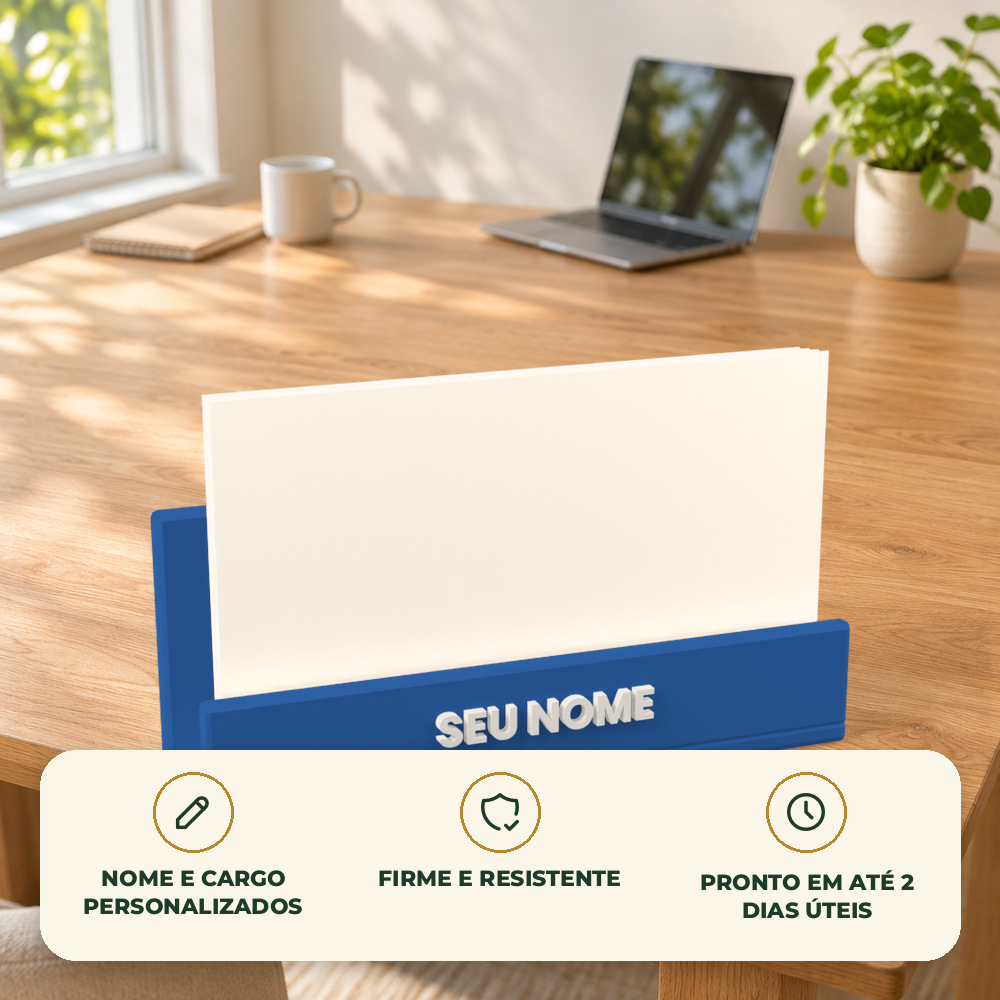 SEU NOME
NOME E CARGO
PERSONALIZADOS
FIRME E RESISTENTE
PRONTO EM ATÉ 2
DIAS ÚTEIS